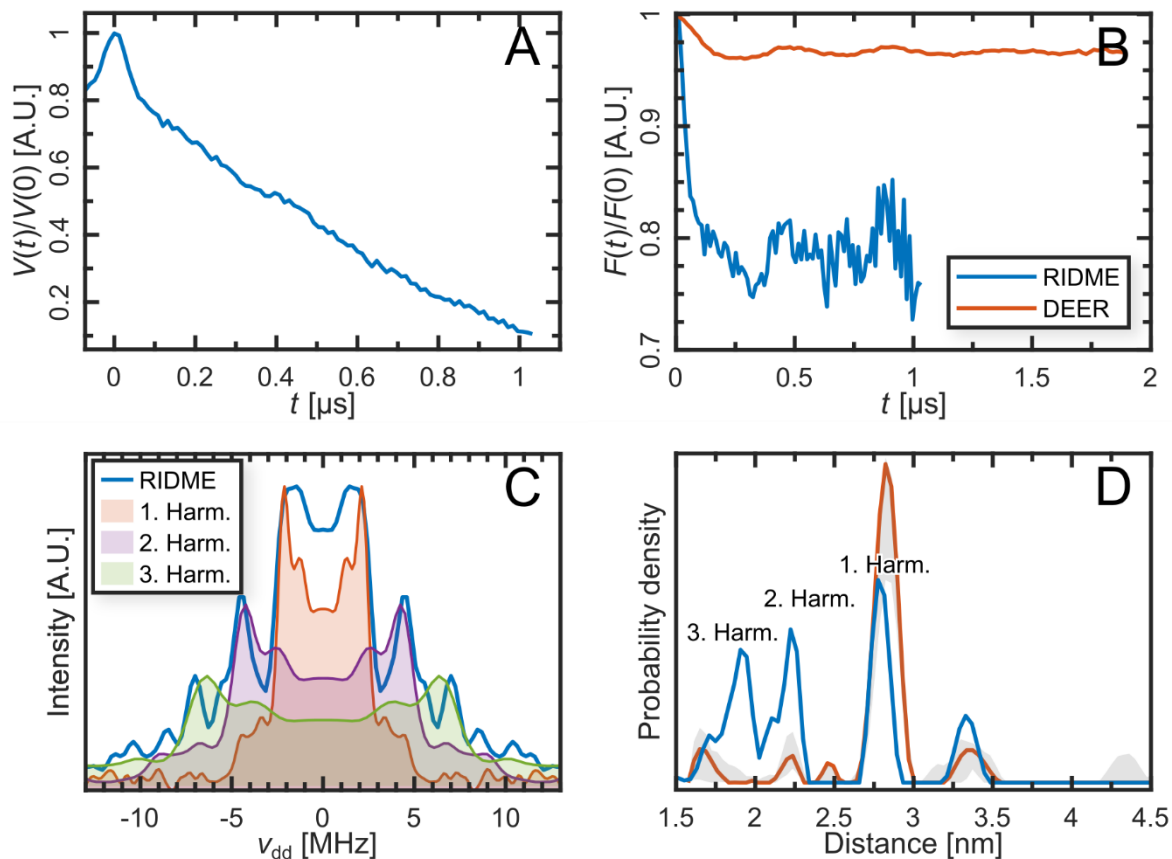 A
V(t)/V(0) [A.U.]
1
0.8
0.6
0.4
0.2
0 0.2 0.4 0.6 0.8 1
t [µs]
B
F(t)/F(0) [A.U.]
1
0.9
0.8
0.7
RIDME
DEER
0 0.5 1 1.5 2
t [µs]
C
RIDME
1. Harm.
2. Harm.
3. Harm.
Intensity [A.U.]
-10 -5 0 5 10
νdd [MHz]
D
Probability density
1. Harm.
2. Harm.
3. Harm.
1.5 2 2.5 3 3.5 4 4.5
Distance [nm]